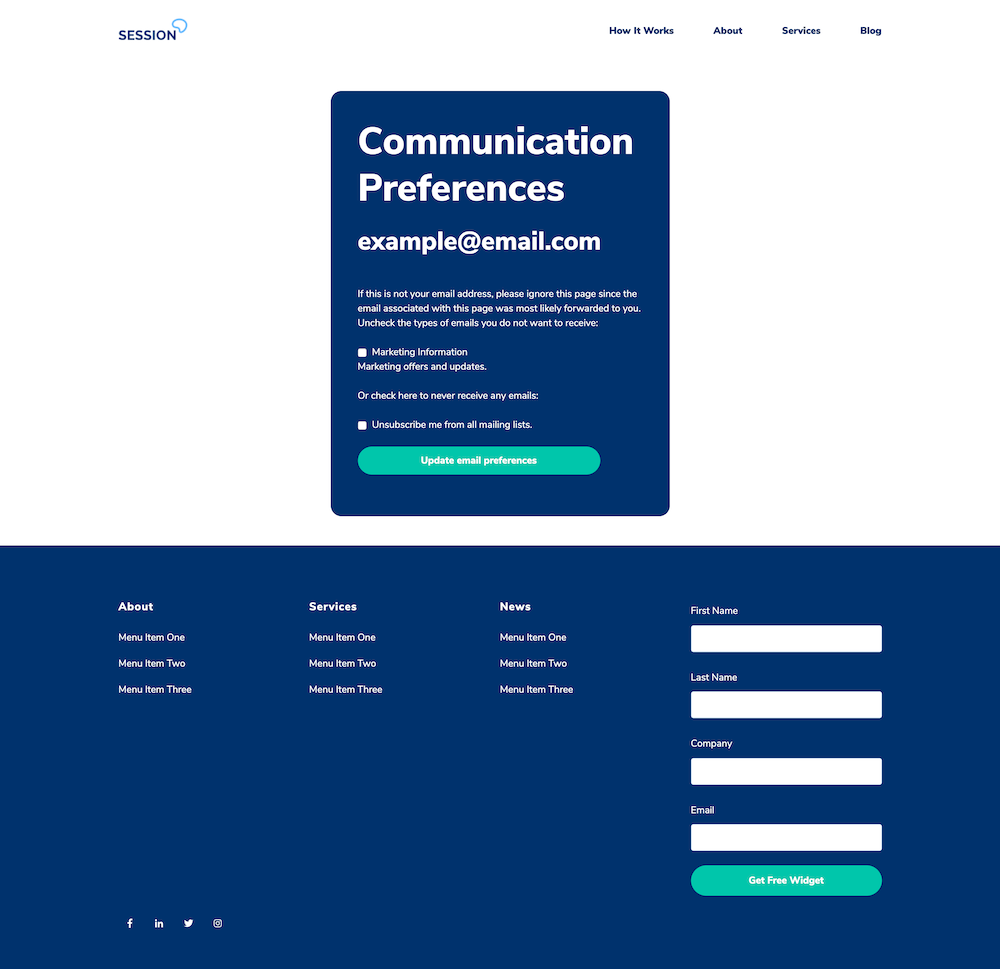 SESSION
How It Works
About
Services
Blog
Communication
Preferences
example@email.com
If this is not your email address, please ignore this page since the
email associated with this page was most likely forwarded to you.
Uncheck the types of emails you do not want to receive:
Marketing Information
Marketing offers and updates.
Or check here to never receive any emails:
Unsubscribe me from all mailing lists.
Update email preferences
About
Menu Item One
Menu Item Two
Menu Item Three
Services
Menu Item One
Menu Item Two
Menu Item Three
News
Menu Item One
Menu Item Two
Menu Item Three
First Name
Last Name
Company
Email
Get Free Widget